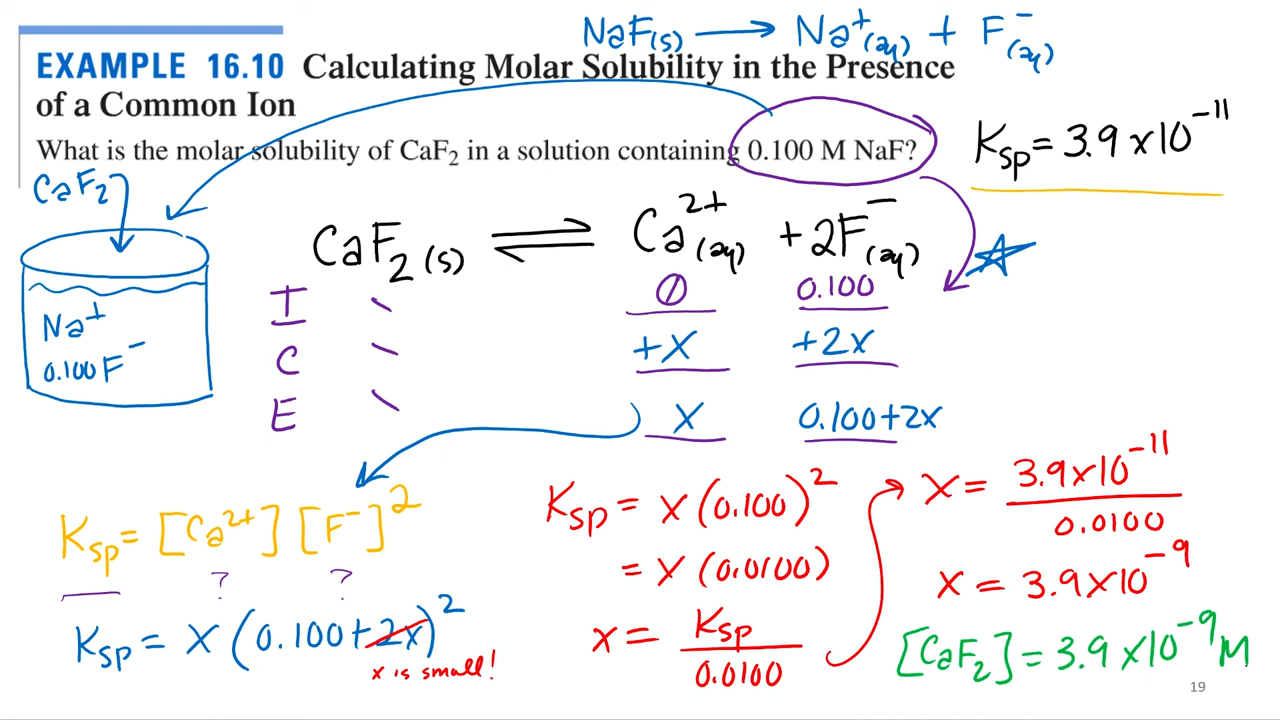 NaF(s) → Na⁺(aq) + F⁻(aq)
EXAMPLE 16.10 Calculating Molar Solubility in the Presence
of a Common Ion
What is the molar solubility of CaF₂ in a solution containing 0.100 M NaF?
Ksp = 3.9 x 10⁻¹¹
CaF₂
CaF₂(s) ⇌ Ca²⁺(aq) + 2F⁻(aq)
I 0 0.100
Na⁺
0.100 F⁻
C +x +2x
E x 0.100+2x
Ksp = [Ca²⁺][F⁻]²
? ?
Ksp = x (0.100+2x)²
x is small!
Ksp = x (0.100)²
= x (0.0100)
x = Ksp / 0.0100
x = 3.9x10⁻¹¹ / 0.0100
x = 3.9x10⁻⁹
[CaF₂] = 3.9 x10⁻⁹ M
19